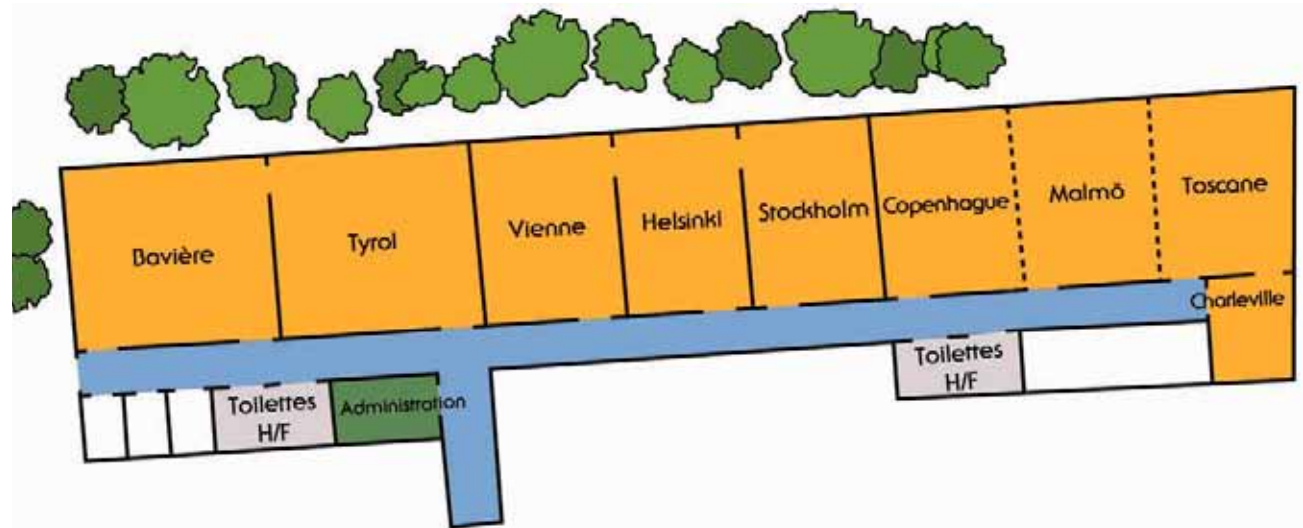 Bavière
Tyrol
Vienne
Helsinki
Stockholm
Copenhague
Malmö
Toscane
Charleville
Toilettes
H/F
Administration
Toilettes
H/F